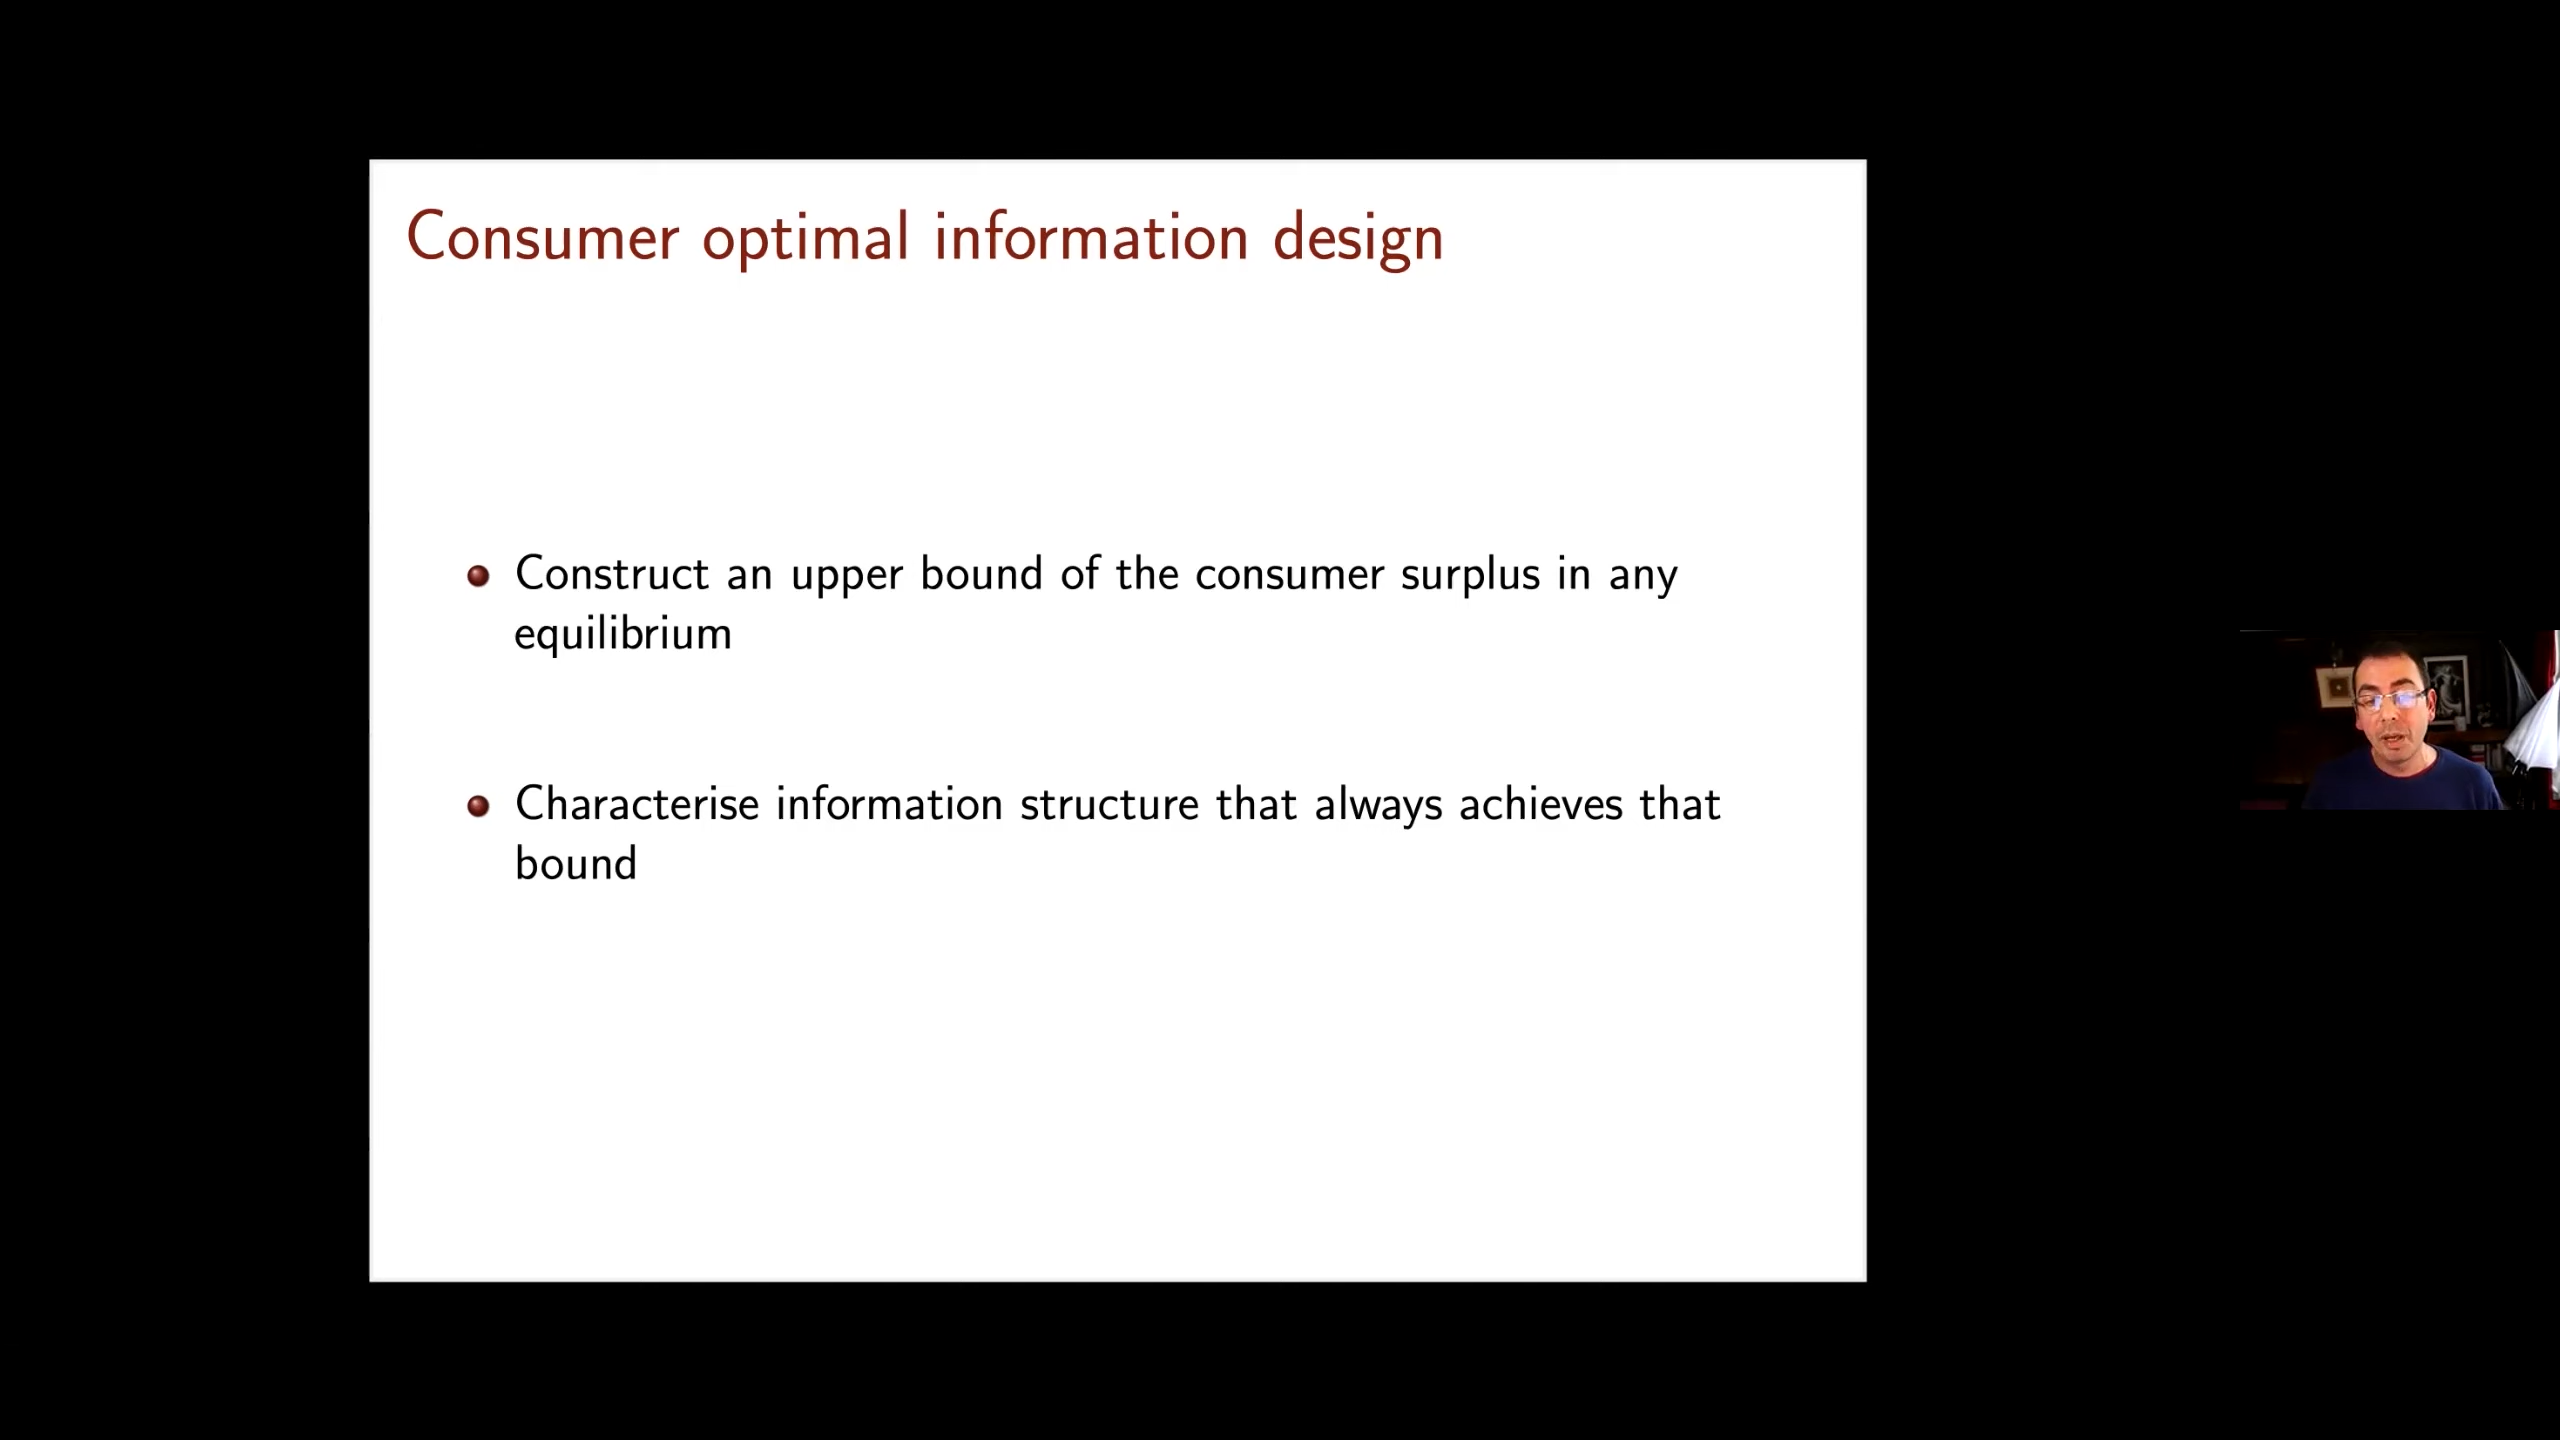 Consumer optimal information design
Construct an upper bound of the consumer surplus in any
equilibrium
Characterise information structure that always achieves that
bound